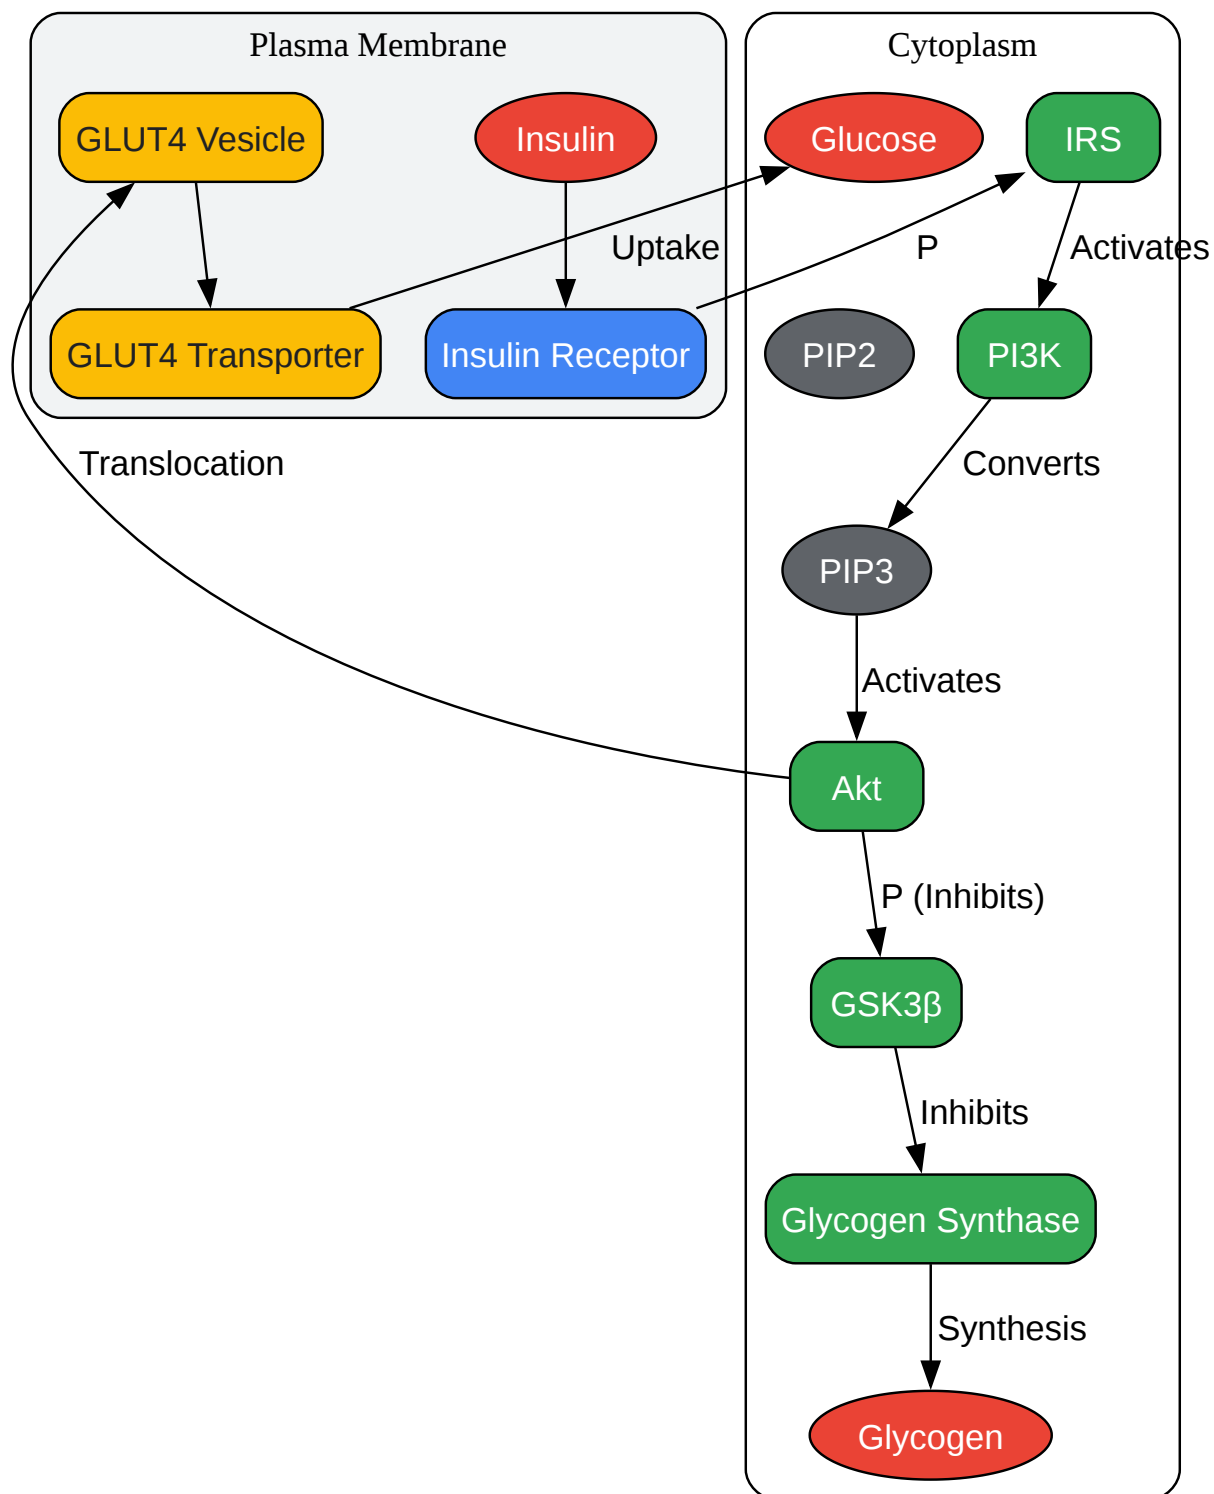 Plasma Membrane
Cytoplasm
GLUT4 Vesicle
Insulin
Glucose
IRS
Uptake
P
Activates
GLUT4 Transporter
Insulin Receptor
PIP2
PI3K
Translocation
Converts
PIP3
Activates
Akt
P (Inhibits)
GSK3β
Inhibits
Glycogen Synthase
Synthesis
Glycogen